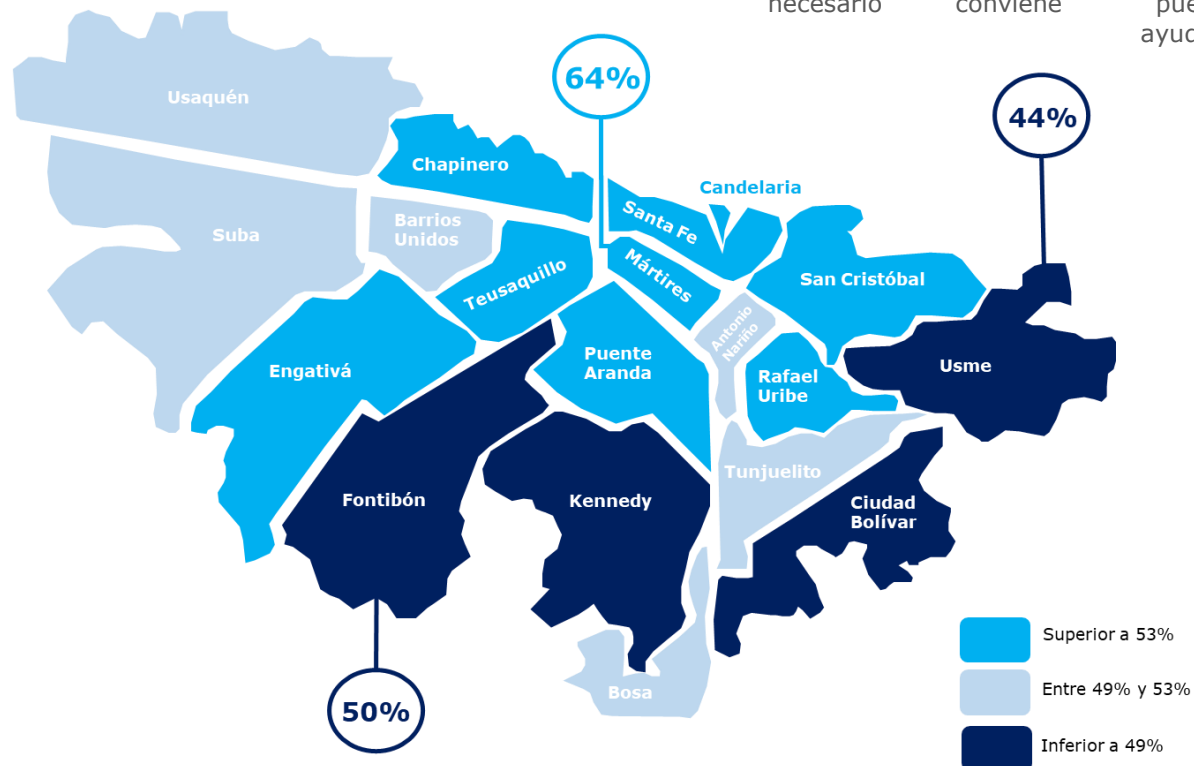 necesario conviene
64%
44%
Usaquén
Chapinero
Candelaria
Santa Fe
Barrios
Unidos
Suba
Teusaquillo
Mártires
San Cristóbal
Antonio
Nariño
Puente
Aranda
Engativá
Rafael
Uribe
Usme
Tunjuelito
Fontibón
Kennedy
Ciudad
Bolívar
Bosa
50%
Superior a 53%
Entre 49% y 53%
Inferior a 49%